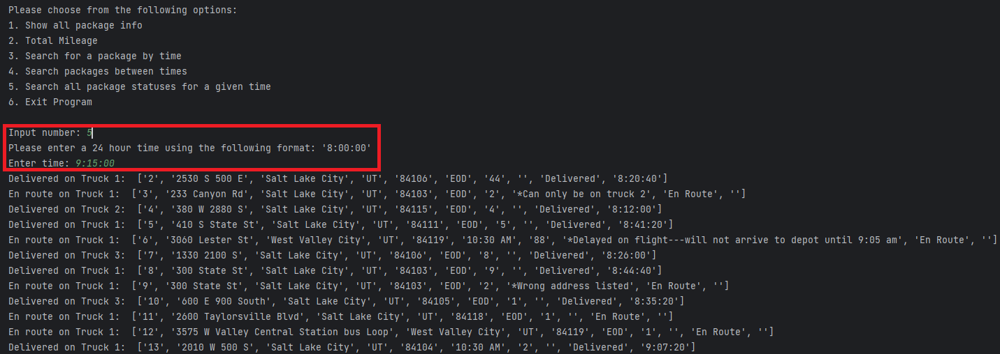 Please choose from the following options:
1. Show all package info
2. Total Mileage
3. Search for a package by time
4. Search packages between times
5. Search all package statuses for a given time
6. Exit Program
Input number: 5
Please enter a 24 hour time using the following format: '8:00:00'
Enter time: 9:15:00
Delivered on Truck 1:  ['2', '2530 S 500 E', 'Salt Lake City', 'UT', '84106', 'EOD', '44', '', 'Delivered', '8:20:40']
En route on Truck 1:  ['3', '233 Canyon Rd', 'Salt Lake City', 'UT', '84103', 'EOD', '2', '*Can only be on truck 2', 'En Route', '']
Delivered on Truck 2:  ['4', '380 W 2880 S', 'Salt Lake City', 'UT', '84115', 'EOD', '4', '', 'Delivered', '8:12:00']
Delivered on Truck 1:  ['5', '410 S State St', 'Salt Lake City', 'UT', '84111', 'EOD', '5', '', 'Delivered', '8:41:20']
En route on Truck 1:  ['6', '3060 Lester St', 'West Valley City', 'UT', '84119', '10:30 AM', '88', '*Delayed on flight---will not arrive to depot until 9:05 am', 'En Route', '']
Delivered on Truck 3:  ['7', '1330 2100 S', 'Salt Lake City', 'UT', '84106', 'EOD', '8', '', 'Delivered', '8:26:00']
Delivered on Truck 1:  ['8', '300 State St', 'Salt Lake City', 'UT', '84103', 'EOD', '9', '', 'Delivered', '8:44:40']
En route on Truck 1:  ['9', '300 State St', 'Salt Lake City', 'UT', '84103', 'EOD', '2', '*Wrong address listed', 'En Route', '']
Delivered on Truck 3:  ['10', '600 E 900 South', 'Salt Lake City', 'UT', '84105', 'EOD', '1', '', 'Delivered', '8:35:20']
En route on Truck 1:  ['11', '2600 Taylorsville Blvd', 'Salt Lake City', 'UT', '84118', 'EOD', '1', '', 'En Route', '']
En route on Truck 1:  ['12', '3575 W Valley Central Station bus Loop', 'West Valley City', 'UT', '84119', 'EOD', '1', '', 'En Route', '']
Delivered on Truck 1:  ['13', '2010 W 500 S', 'Salt Lake City', 'UT', '84104', '10:30 AM', '2', '', 'Delivered', '9:07:20']